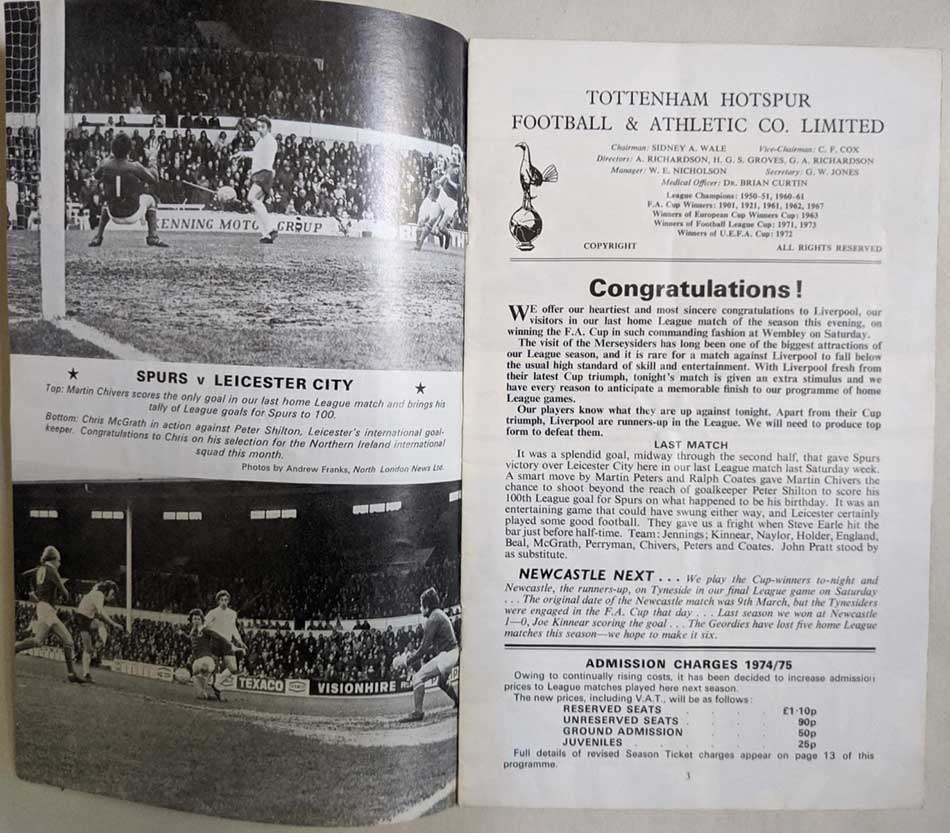 1
KENNING MOTOR GROUP
SPURS v LEICESTER CITY
Top: Martin Chivers scores the only goal in our last home League match and brings his
tally of League goals for Spurs to 100.
Bottom: Chris McGrath in action against Peter Shilton, Leicester's international goal-
keeper. Congratulations to Chris on his selection for the Northern Ireland international
squad this month.
Photos by Andrew Franks, North London News Ltd.
TEXACO
VISIONHIRE
TOTTENHAM HOTSPUR
FOOTBALL & ATHLETIC CO. LIMITED
Chairman: SIDNEY A. WALE Vice-Chairman: C. F. COX
Directors: A. RICHARDSON, H. G. S. GROVES, G. A. RICHARDSON
Manager: W. E. NICHOLSON Secretary: G. W. JONES
Medical Officer: DR. BRIAN CURTIN
League Champions: 1950-51, 1960-61
F.A. Cup Winners: 1901, 1921, 1961, 1962, 1967
Winners of European Cup Winners Cup: 1963
Winners of Football League Cup: 1971, 1973
Winners of U.E.F.A. Cup: 1972
COPYRIGHT ALL RIGHTS RESERVED
Congratulations!
WE offer our heartiest and most sincere congratulations to Liverpool, our
visitors in our last home League match of the season this evening, on
winning the F.A. Cup in such commanding fashion at Wembley on Saturday.
The visit of the Merseysiders has long been one of the biggest attractions of
our League season, and it is rare for a match against Liverpool to fall below
the usual high standard of skill and entertainment. With Liverpool fresh from
their latest Cup triumph, tonight's match is given an extra stimulus and we
have every reason to anticipate a memorable finish to our programme of home
League games.
Our players know what they are up against tonight. Apart from their Cup
triumph, Liverpool are runners-up in the League. We will need to produce top
form to defeat them.
LAST MATCH
It was a splendid goal, midway through the second half, that gave Spurs
victory over Leicester City here in our last League match last Saturday week.
A smart move by Martin Peters and Ralph Coates gave Martin Chivers the
chance to shoot beyond the reach of goalkeeper Peter Shilton to score his
100th League goal for Spurs on what happened to be his birthday. It was an
entertaining game that could have swung either way, and Leicester certainly
played some good football. They gave us a fright when Steve Earle hit the
bar just before half-time. Team: Jennings; Kinnear, Naylor, Holder, England,
Beal, McGrath, Perryman, Chivers, Peters and Coates. John Pratt stood by
as substitute.
NEWCASTLE NEXT . . . We play the Cup-winners to-night and
Newcastle, the runners-up, on Tyneside in our final League game on Saturday
. . . The original date of the Newcastle match was 9th March, but the Tynesiders
were engaged in the F.A. Cup that day . . . Last season we won at Newcastle
1—0, Joe Kinnear scoring the goal . . . The Geordies have lost five home League
matches this season—we hope to make it six.
ADMISSION CHARGES 1974/75
Owing to continually rising costs, it has been decided to increase admission
prices to League matches played here next season.
The new prices, including V.A.T., will be as follows:
RESERVED SEATS . . . . £1·10p
UNRESERVED SEATS . . . . 90p
GROUND ADMISSION . . . . 50p
JUVENILES . . . . . 25p
Full details of revised Season Ticket charges appear on page 13 of this
programme.
3